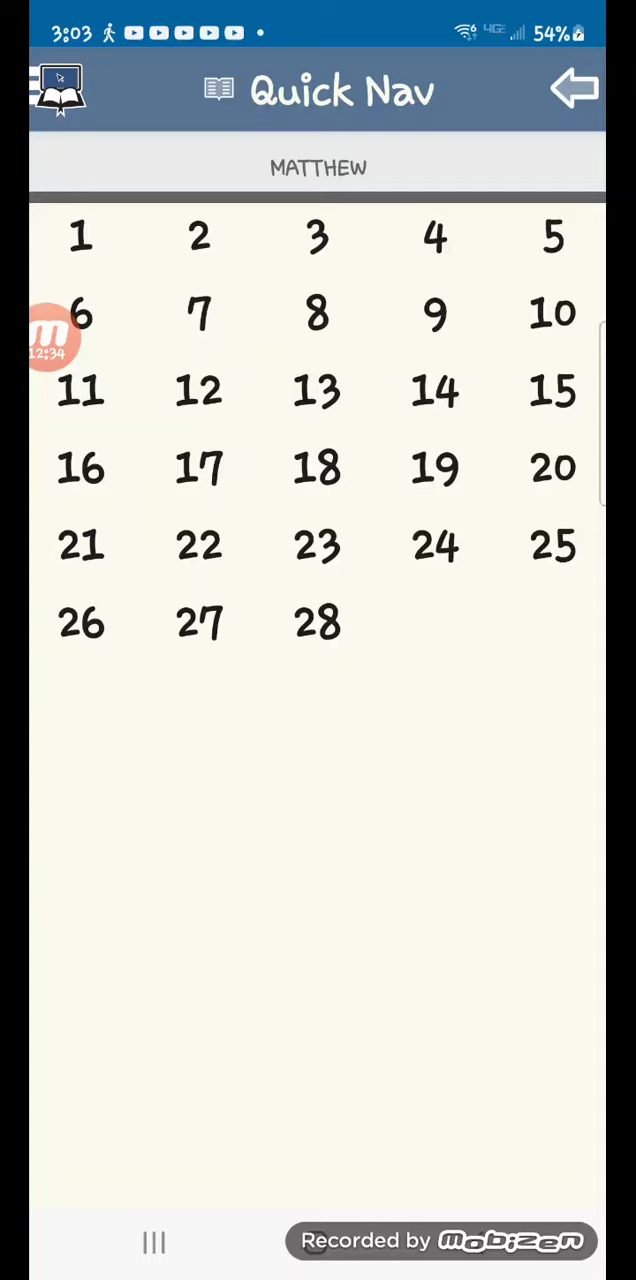 3:03 4GE 54%
Quick Nav
MATTHEW
1 2 3 4 5
6 7 8 9 10
m
12:34
11 12 13 14 15
16 17 18 19 20
21 22 23 24 25
26 27 28
Recorded by mobizen